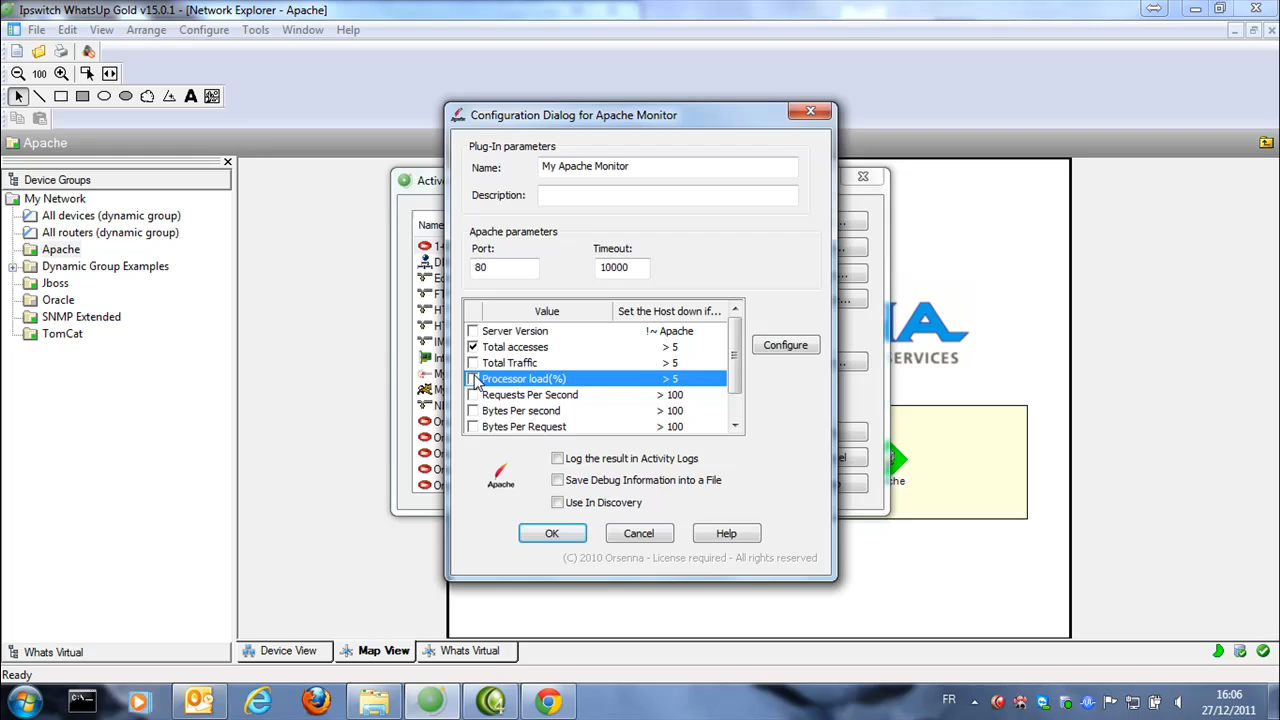 Ipswitch WhatsUp Gold v15.0.1 - [Network Explorer - Apache]
File Edit View Arrange Configure Tools Window Help
100
A
Apache
Device Groups
My Network
All devices (dynamic group)
All routers (dynamic group)
Apache
Dynamic Group Examples
Jboss
Oracle
SNMP Extended
TomCat
Whats Virtual
Configuration Dialog for Apache Monitor
Plug-In parameters
Name: My Apache Monitor
Description:
Apache parameters
Port: Timeout:
80 10000
Value Set the Host down if...
Server Version !~ Apache
Total accesses > 5
Total Traffic > 5
Processor load(%) > 5
Requests Per Second > 100
Bytes Per second > 100
Bytes Per Request > 100
Configure
Log the result in Activity Logs
Save Debug Information into a File
Use In Discovery
Apache
OK Cancel Help
(C) 2010 Orsenna - License required - All rights reserved
SERVICES
Device View Map View Whats Virtual
Ready
FR 16:06
27/12/2011